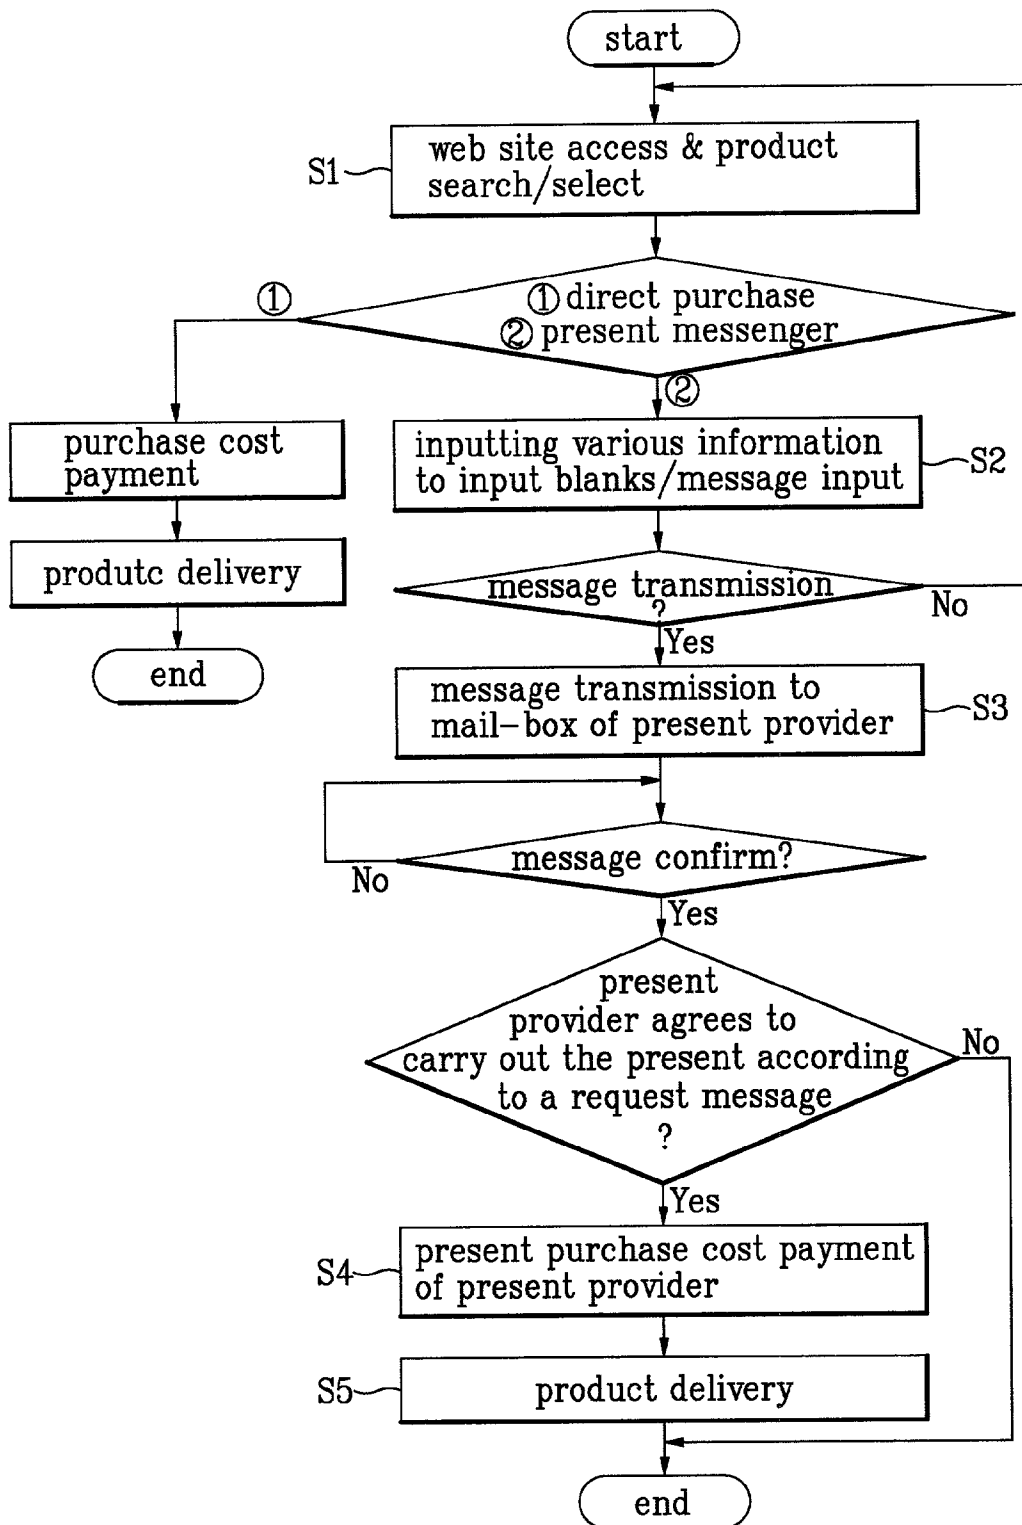 start
S1
web site access & product
search/select
①
① direct purchase
② present messenger
②
purchase cost
payment
inputting various information
to input blanks/message input
S2
produtc delivery
message transmission
?
No
Yes
end
message transmission to
mail-box of present provider
S3
message confirm?
No
Yes
present
provider agrees to
carry out the present according
to a request message
?
No
Yes
S4
present purchase cost payment
of present provider
S5
product delivery
end